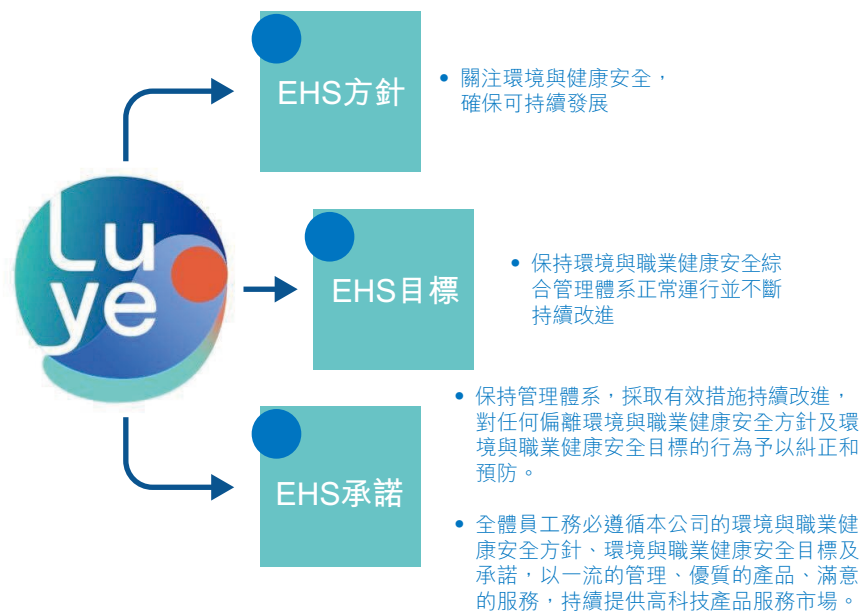 EHS方針
• 關注環境與健康安全，
確保可持續發展
Lu
ye
EHS目標
• 保持環境與職業健康安全綜
合管理體系正常運行並不斷
持續改進
EHS承諾
• 保持管理體系，採取有效措施持續改進，
對任何偏離環境與職業健康安全方針及環
境與職業健康安全目標的行為予以糾正和
預防。
• 全體員工務必遵循本公司的環境與職業健
康安全方針、環境與職業健康安全目標及
承諾，以一流的管理、優質的產品、滿意
的服務，持續提供高科技產品服務市場。